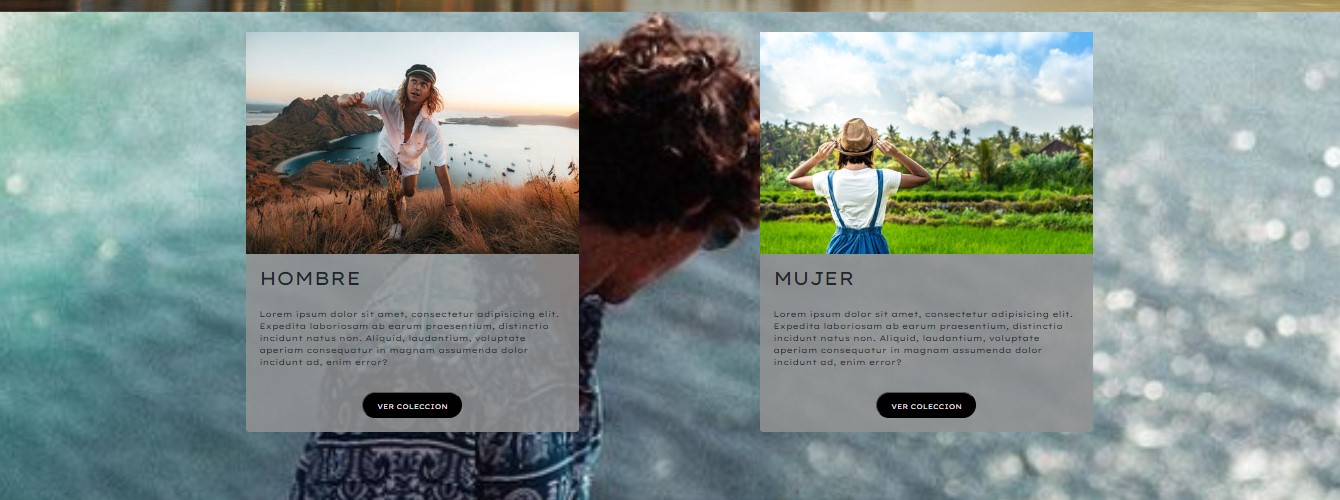 HOMBRE
Lorem ipsum dolor sit amet, consectetur adipisicing elit.
Expedita laboriosam ab earum praesentium, distinctio
incidunt natus non. Aliquid, laudantium, voluptate
aperiam consequatur in magnam assumenda dolor
incidunt ad, enim error?
VER COLECCION
MUJER
Lorem ipsum dolor sit amet, consectetur adipisicing elit.
Expedita laboriosam ab earum praesentium, distinctio
incidunt natus non. Aliquid, laudantium, voluptate
aperiam consequatur in magnam assumenda dolor
incidunt ad, enim error?
VER COLECCION